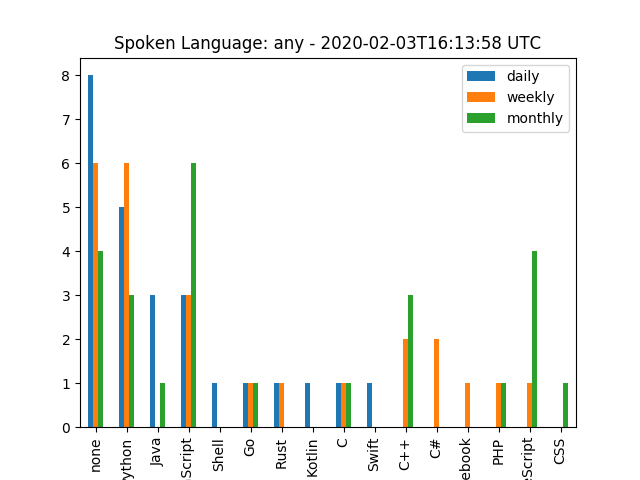 Spoken Language: any - 2020-02-03T16:13:58 UTC
daily
weekly
monthly
8
7
6
5
4
3
2
1
0
none
ython
Java
Script
Shell
Go
Rust
Kotlin
C
Swift
C++
C#
ebook
PHP
eScript
CSS